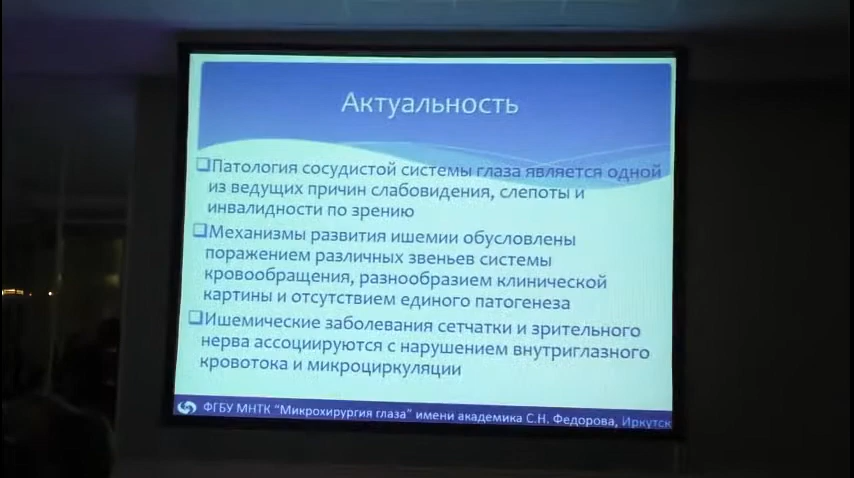 Актуальность
❑Патология сосудистой системы глаза является одной
из ведущих причин слабовидения, слепоты и
инвалидности по зрению
❑Механизмы развития ишемии обусловлены
поражением различных звеньев системы
кровообращения, разнообразием клинической
картины и отсутствием единого патогенеза
❑Ишемические заболевания сетчатки и зрительного
нерва ассоциируются с нарушением внутриглазного
кровотока и микроциркуляции
ФГБУ МНТК "Микрохирургия глаза" имени академика С.Н. Федорова, Иркутск